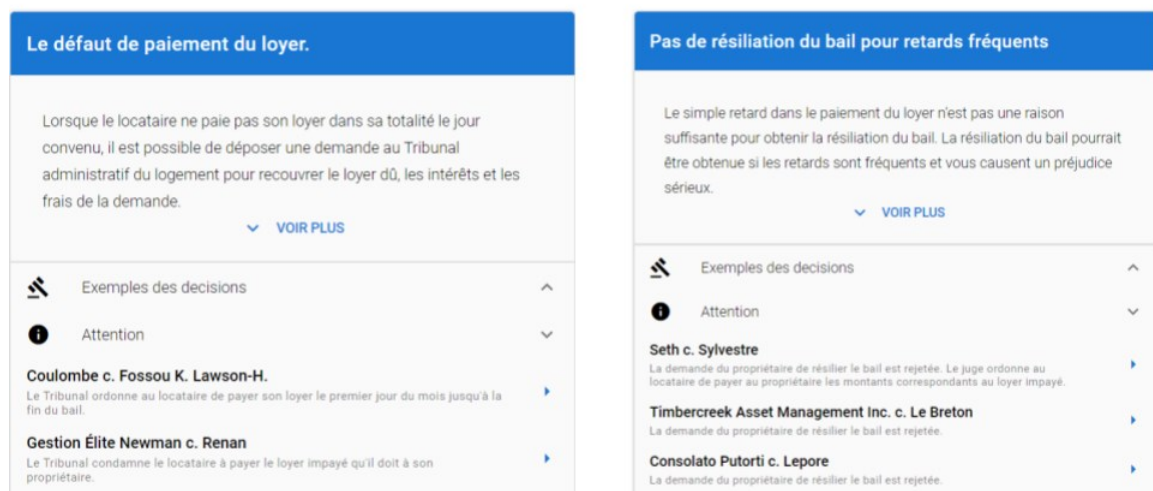 Le défaut de paiement du loyer.
Lorsque le locataire ne paie pas son loyer dans sa totalité le jour
convenu, il est possible de déposer une demande au Tribunal
administratif du logement pour recouvrer le loyer dû, les intérêts et les
frais de la demande.
VOIR PLUS
Exemples des decisions
Attention
Coulombe c. Fossou K. Lawson-H.
Le Tribunal ordonne au locataire de payer son loyer le premier jour du mois jusqu'à la
fin du bail.
Gestion Élite Newman c. Renan
Le Tribunal condamne le locataire à payer le loyer impayé qu'il doit à son
propriétaire.
Pas de résiliation du bail pour retards fréquents
Le simple retard dans le paiement du loyer n'est pas une raison
suffisante pour obtenir la résiliation du bail. La résiliation du bail pourrait
être obtenue si les retards sont fréquents et vous causent un préjudice
sérieux.
VOIR PLUS
Exemples des decisions
Attention
Seth c. Sylvestre
La demande du propriétaire de résilier le bail est rejetée. Le juge ordonne au
locataire de payer au propriétaire les montants correspondants au loyer impayé.
Timbercreek Asset Management Inc. c. Le Breton
La demande du propriétaire de résilier le bail est rejetée.
Consolato Putorti c. Lepore
La demande du propriétaire de résilier le bail est rejetée.